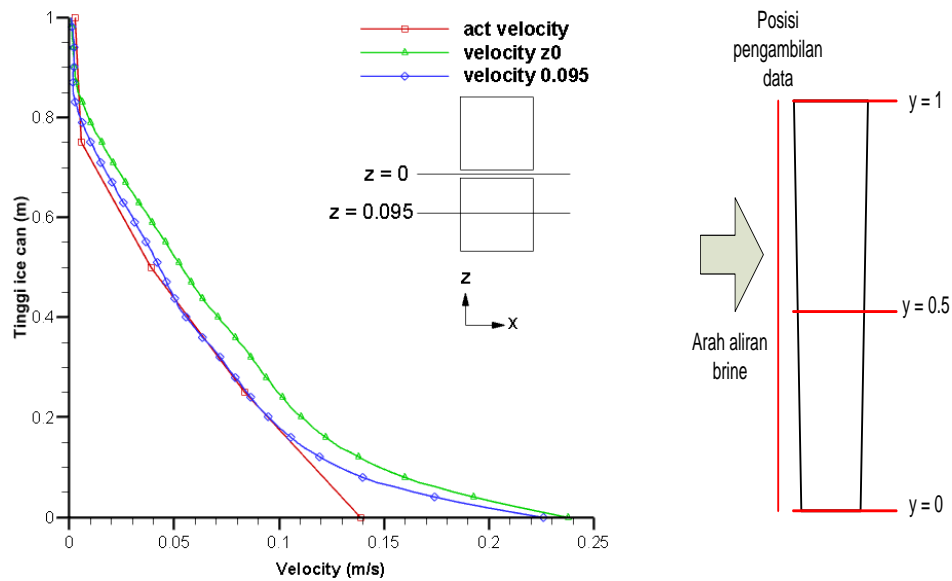 act velocity
velocity z0
velocity 0.095
Tinggi ice can (m)
1
0.8
0.6
0.4
0.2
0
0
0.05
0.1
0.15
0.2
0.25
Velocity (m/s)
z = 0
z = 0.095
z
x
Posisi
pengambilan
data
Arah aliran
brine
y = 1
y = 0.5
y = 0